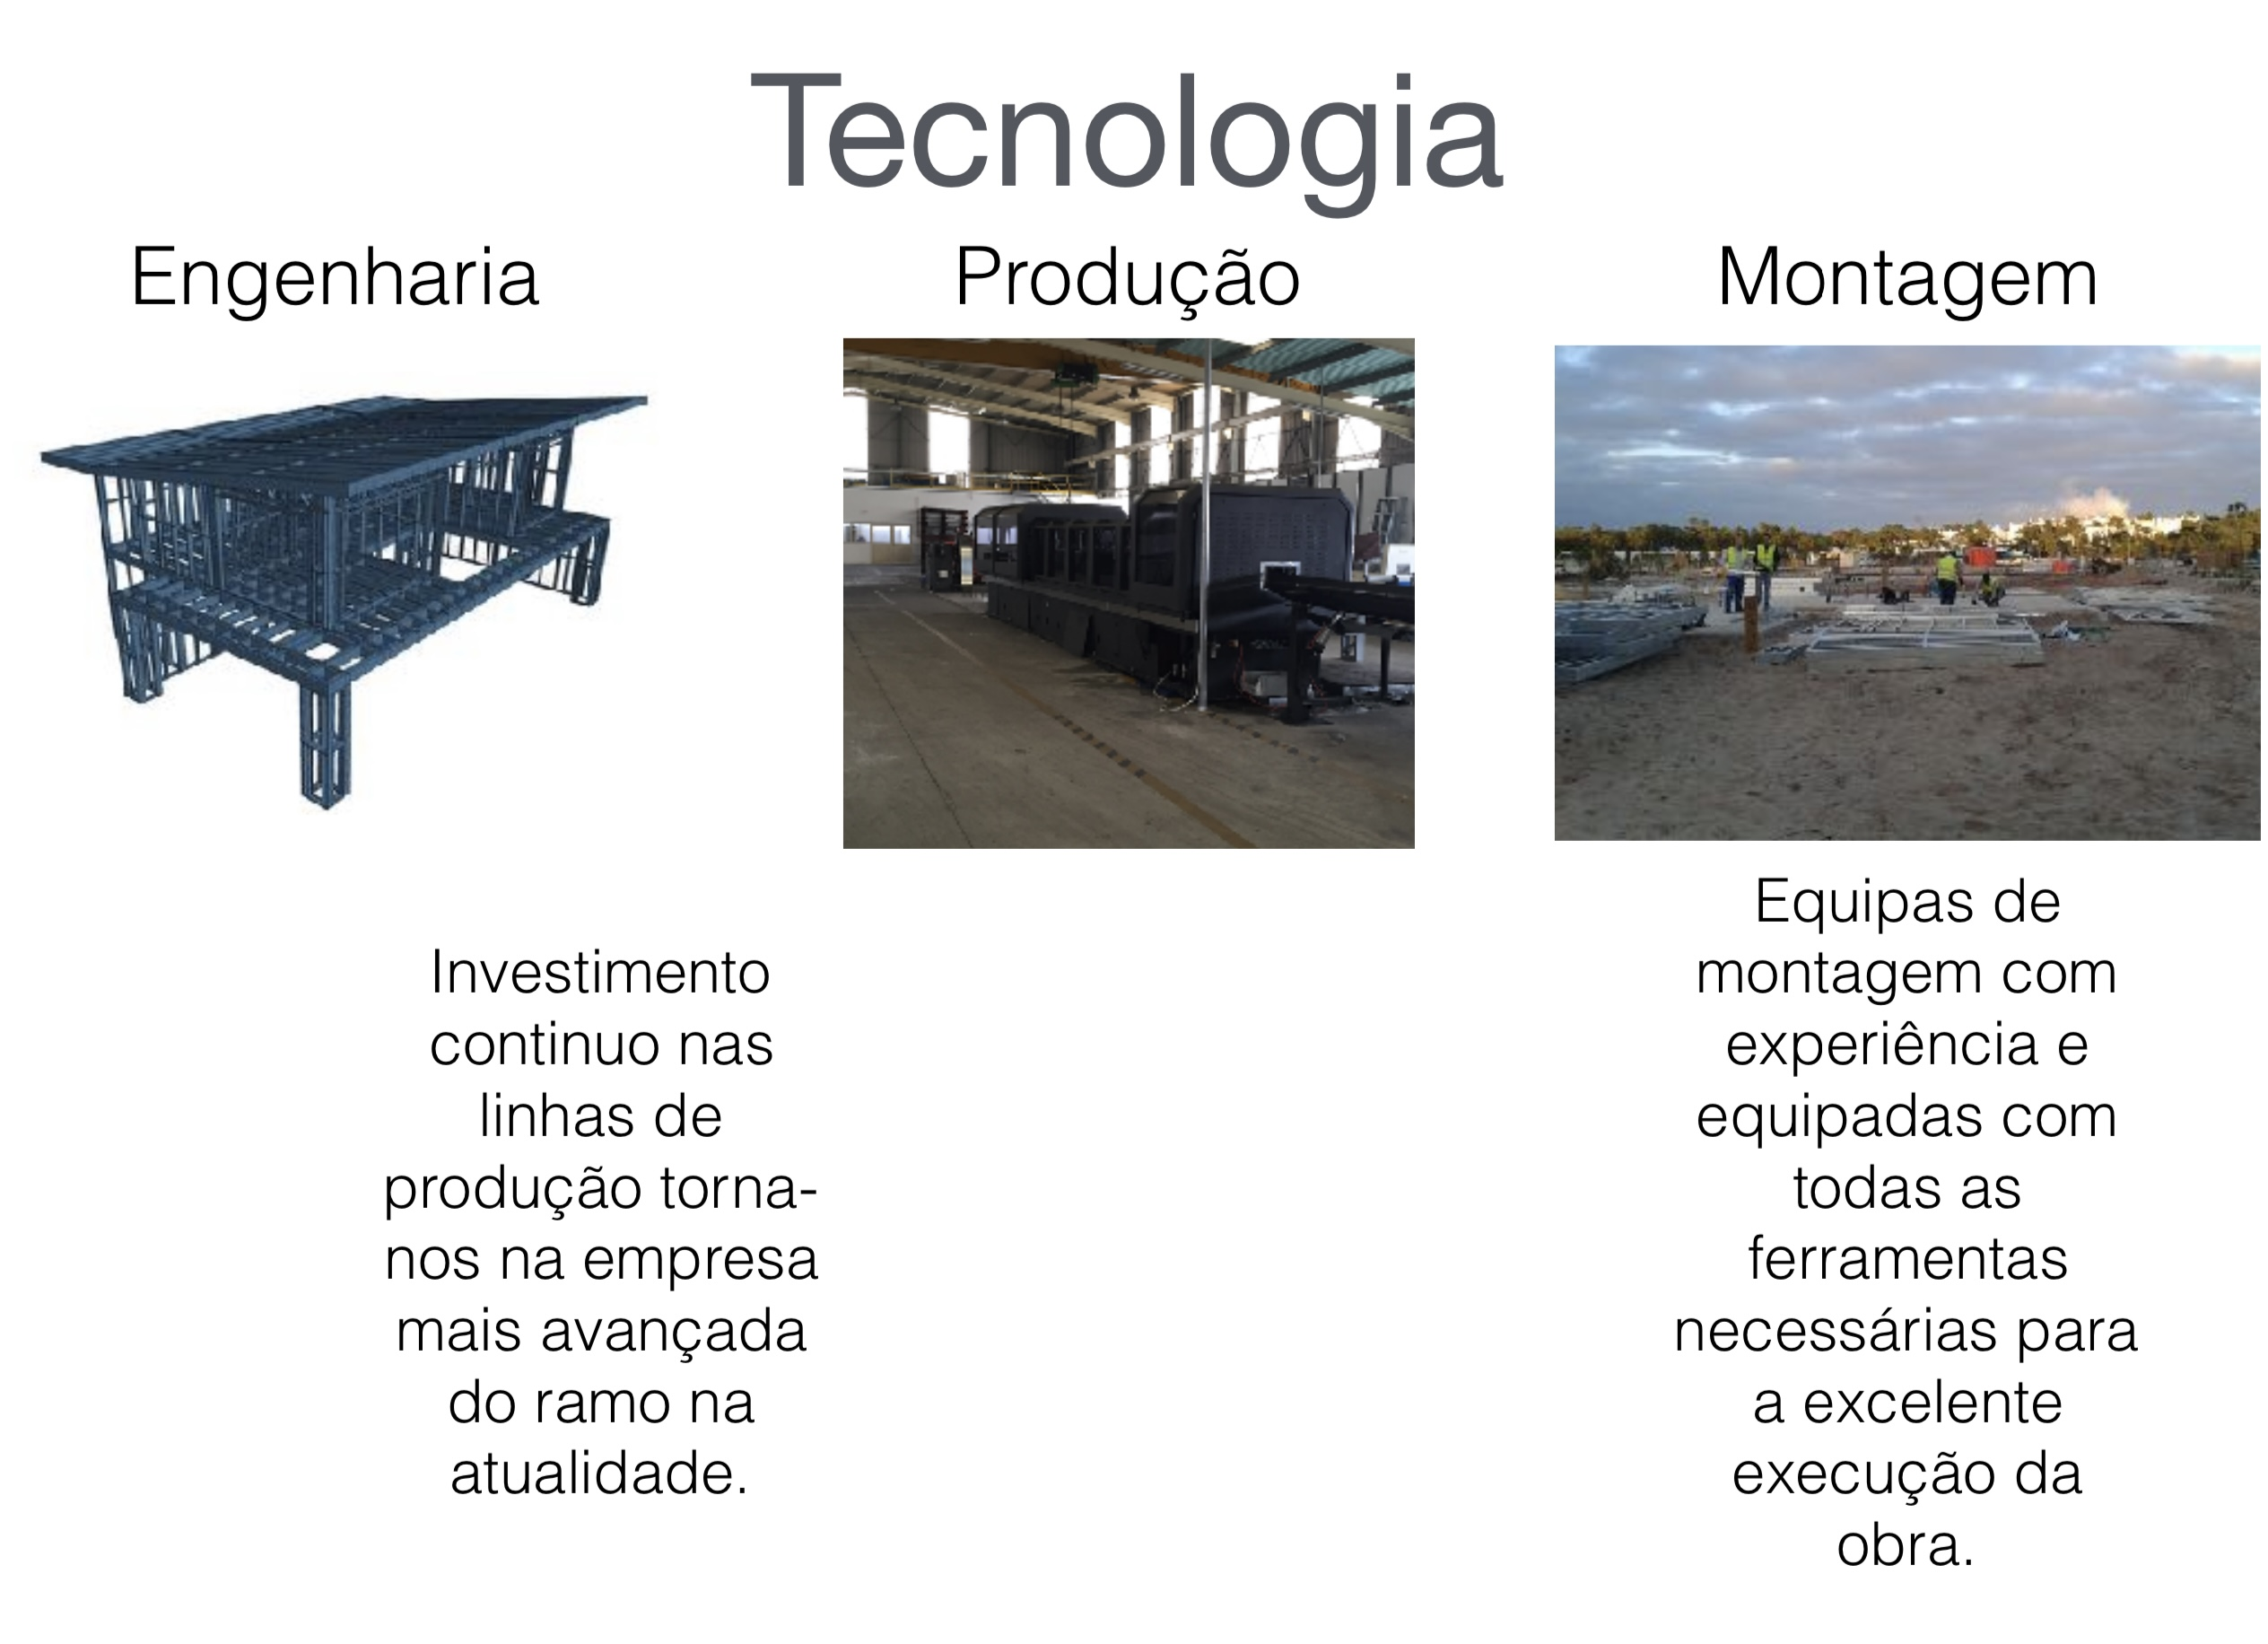 Tecnologia
Engenharia
Produção
Montagem
Investimento
continuo nas
linhas de
produção torna-
nos na empresa
mais avançada
do ramo na
atualidade.
Equipas de
montagem com
experiência e
equipadas com
todas as
ferramentas
necessárias para
a excelente
execução da
obra.